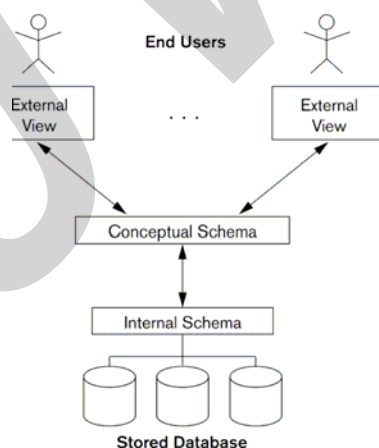 End Users
External
View
. . .
External
View
Conceptual Schema
Internal Schema
Stored Database